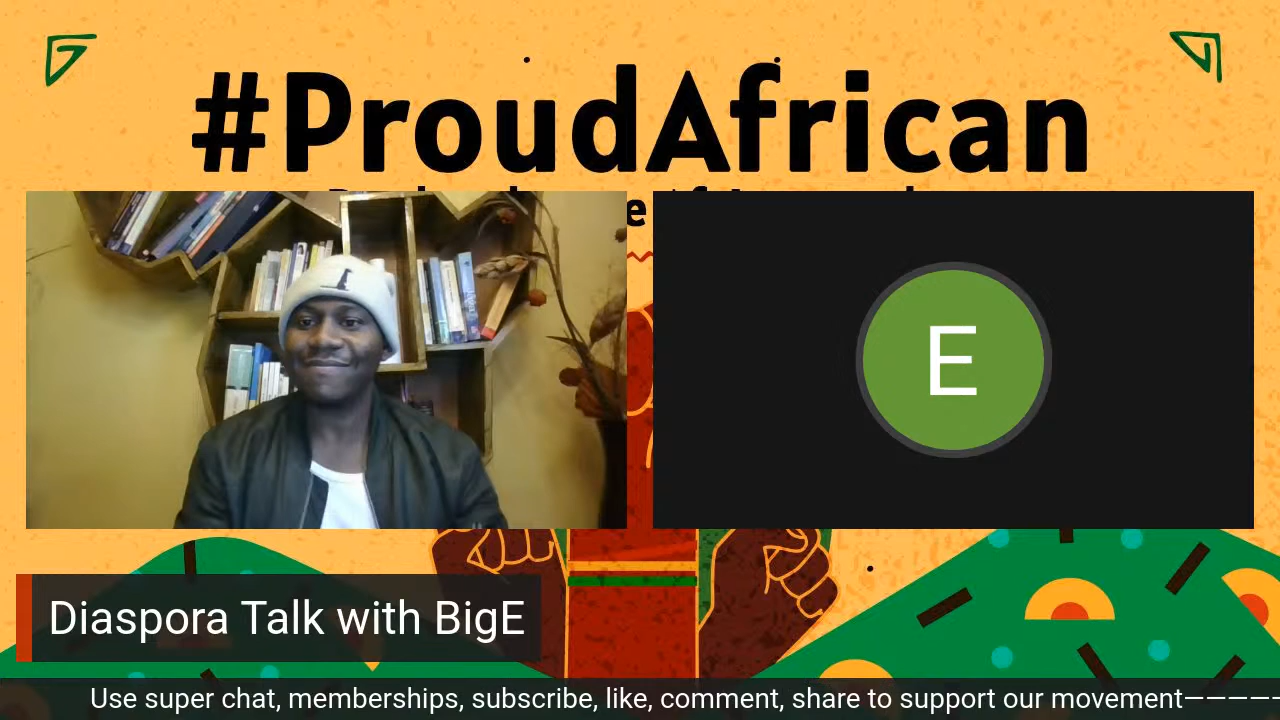 #ProudAfrican
E
Diaspora Talk with BigE
Use super chat, memberships, subscribe, like, comment, share to support our movement—————